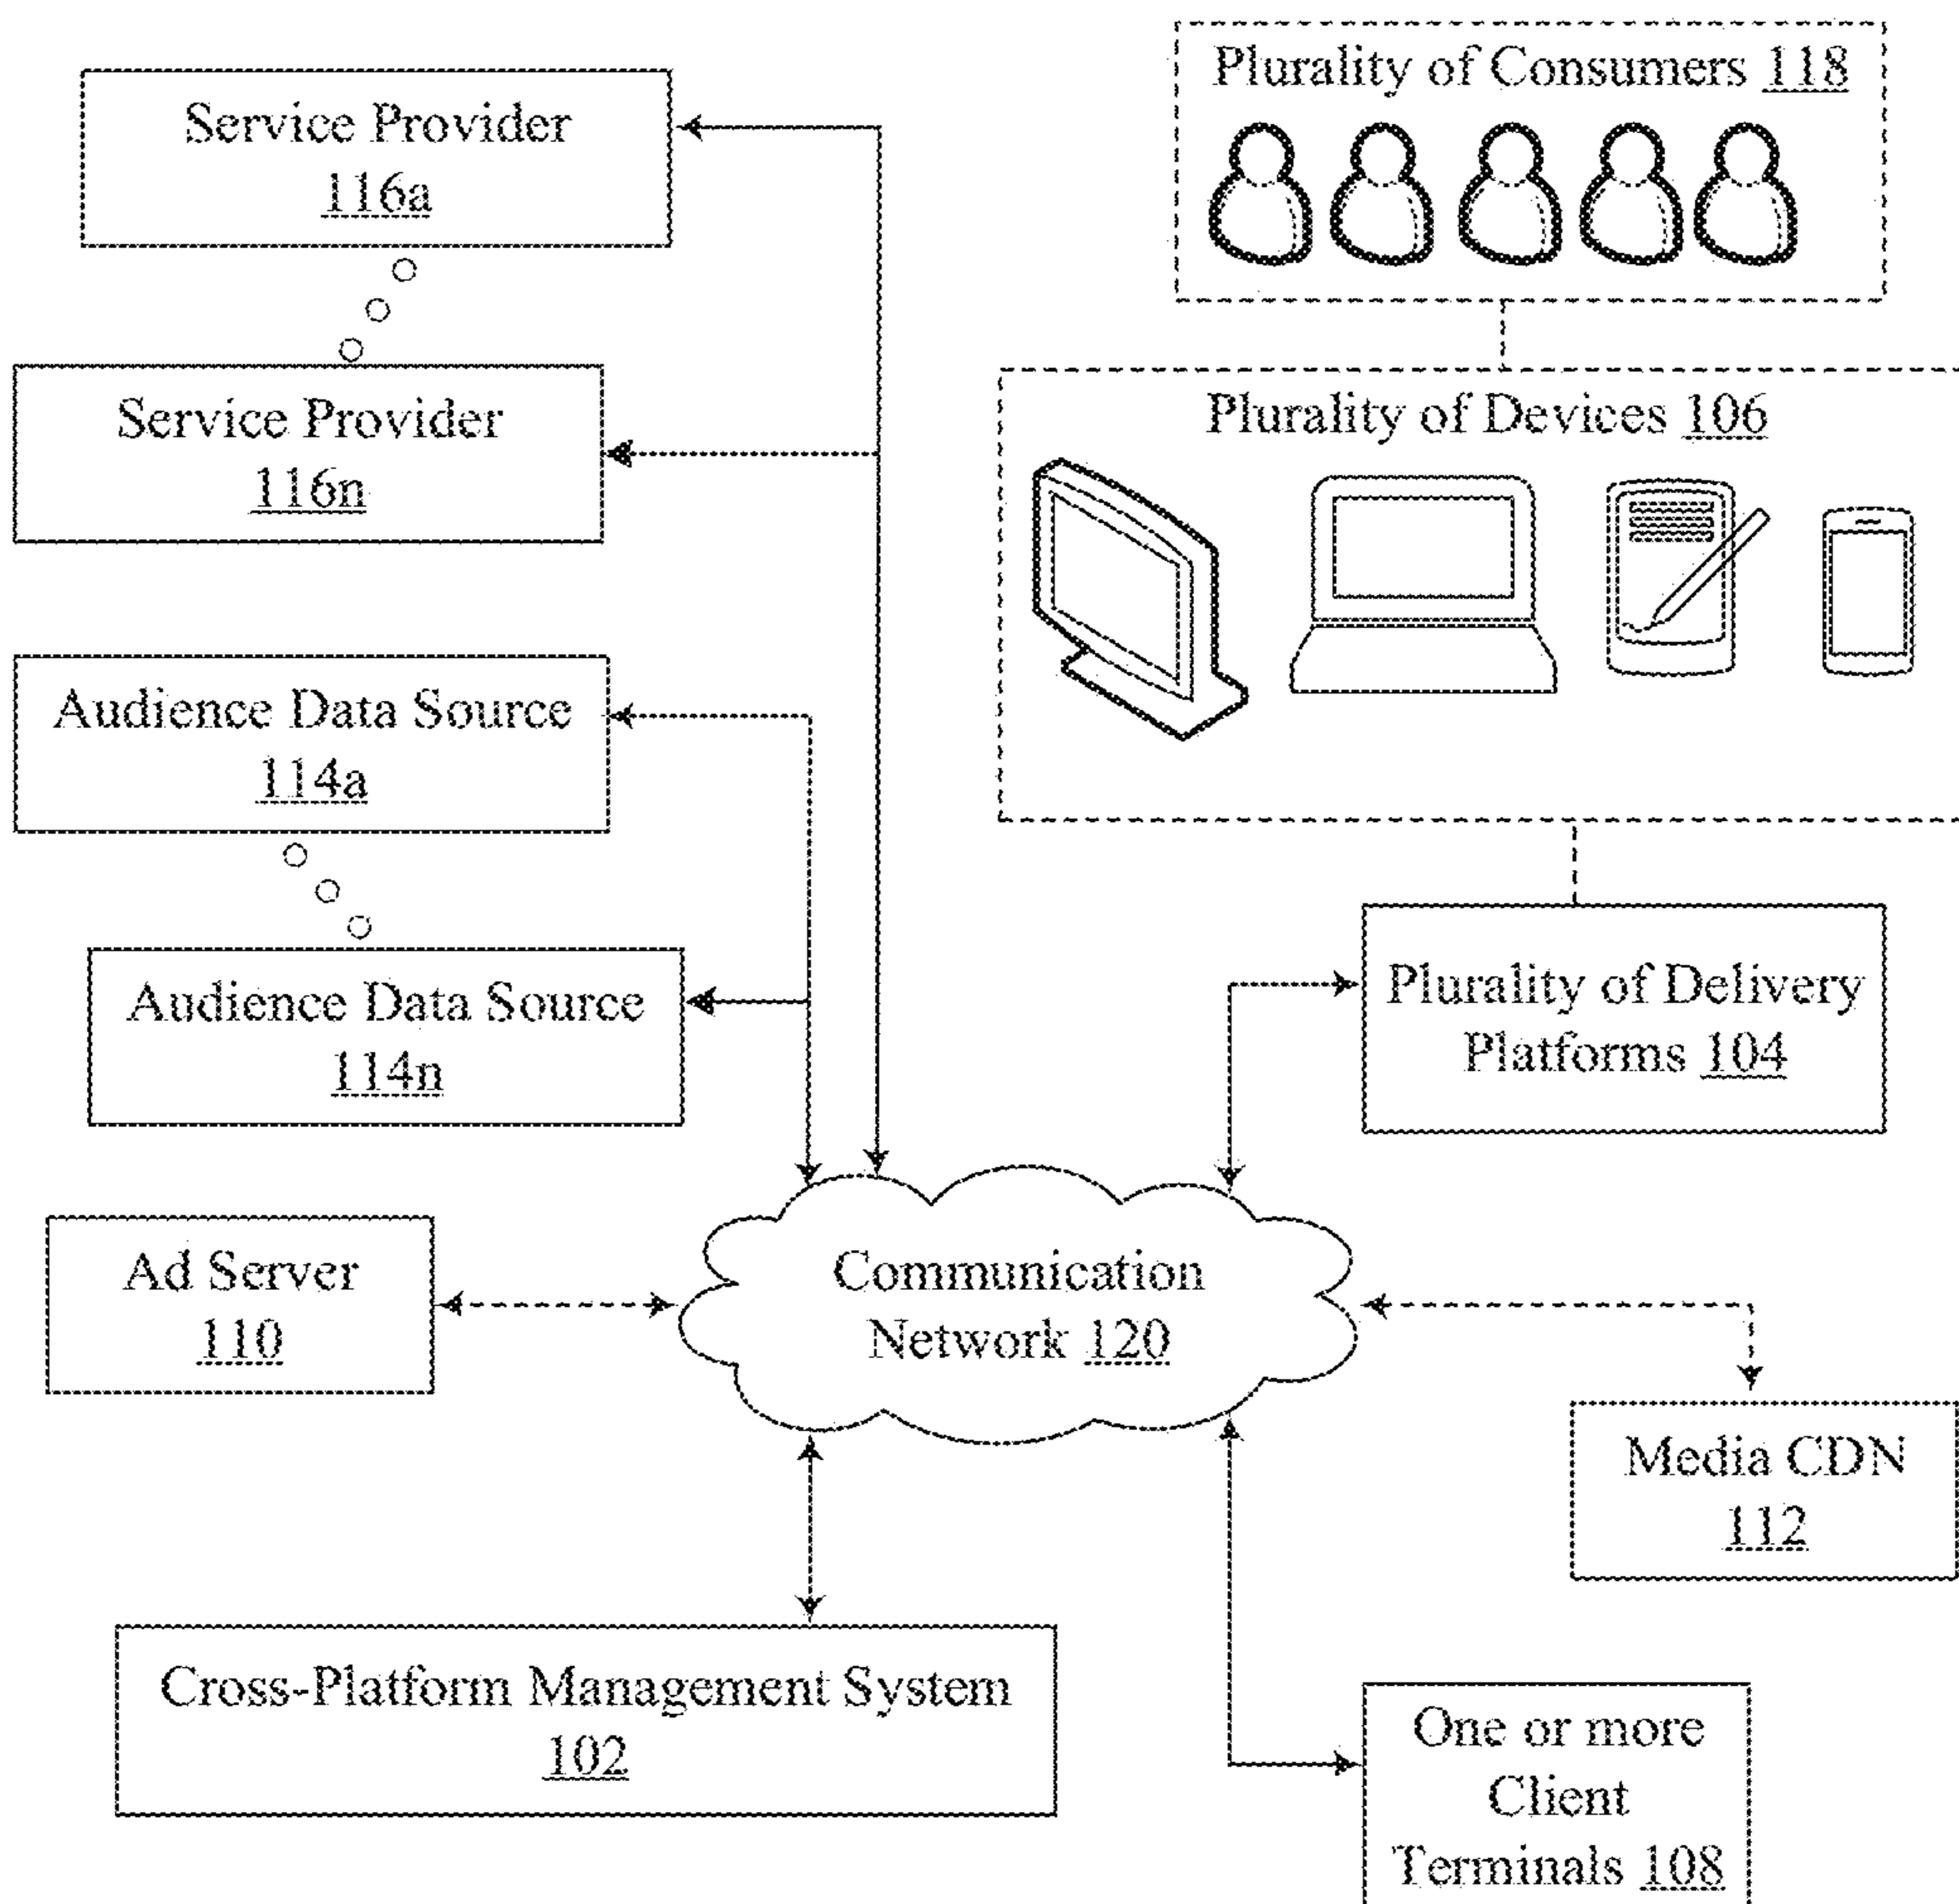 Service Provider
116a
Service Provider
116n
Audience Data Source
114a
Audience Data Source
114n
Ad Server
110
Plurality of Consumers 118
Plurality of Devices 106
Plurality of Delivery
Platforms 104
Communication
Network 120
Media CDN
112
Cross-Platform Management System
102
One or more
Client
Terminals 108